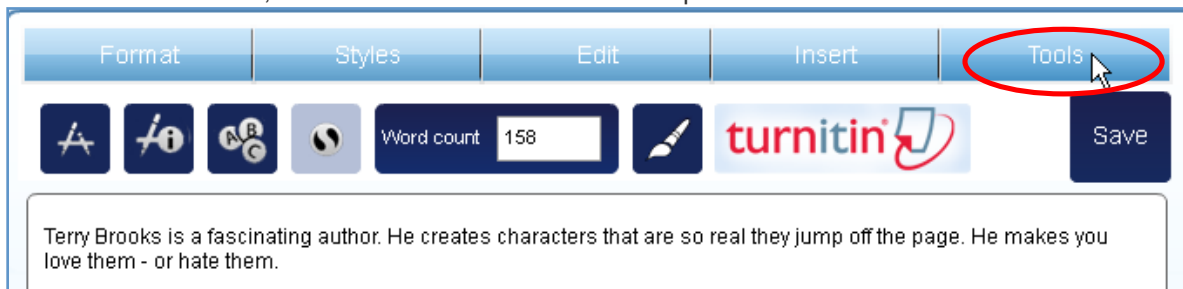 Format Styles Edit Insert Tools
A B C Word count 158 turnitin Save
Terry Brooks is a fascinating author. He creates characters that are so real they jump off the page. He makes you
love them - or hate them.